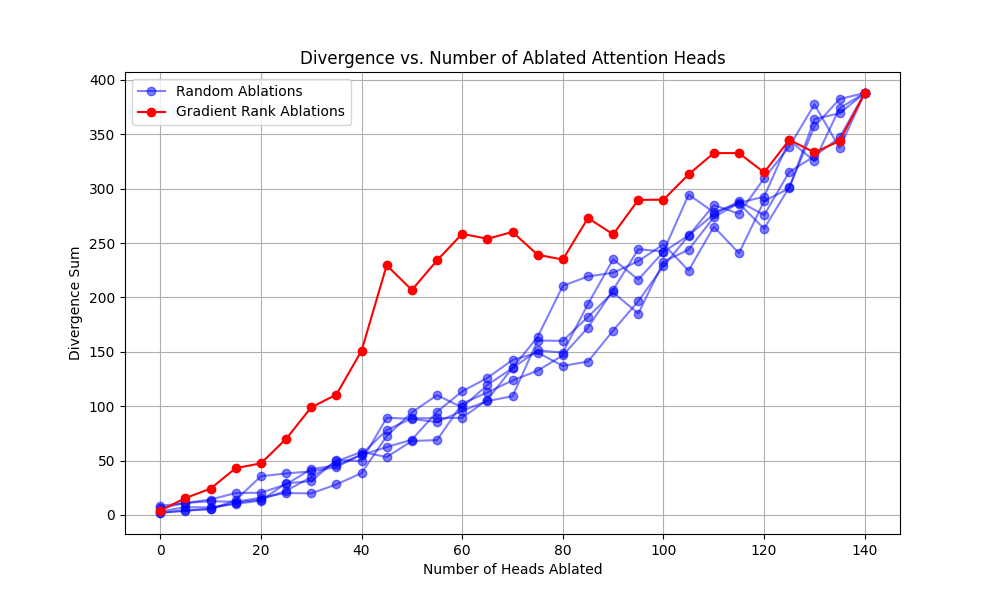 Divergence vs. Number of Ablated Attention Heads
Random Ablations
Gradient Rank Ablations
400
350
300
250
200
150
100
50
0
Divergence Sum
0 20 40 60 80 100 120 140
Number of Heads Ablated